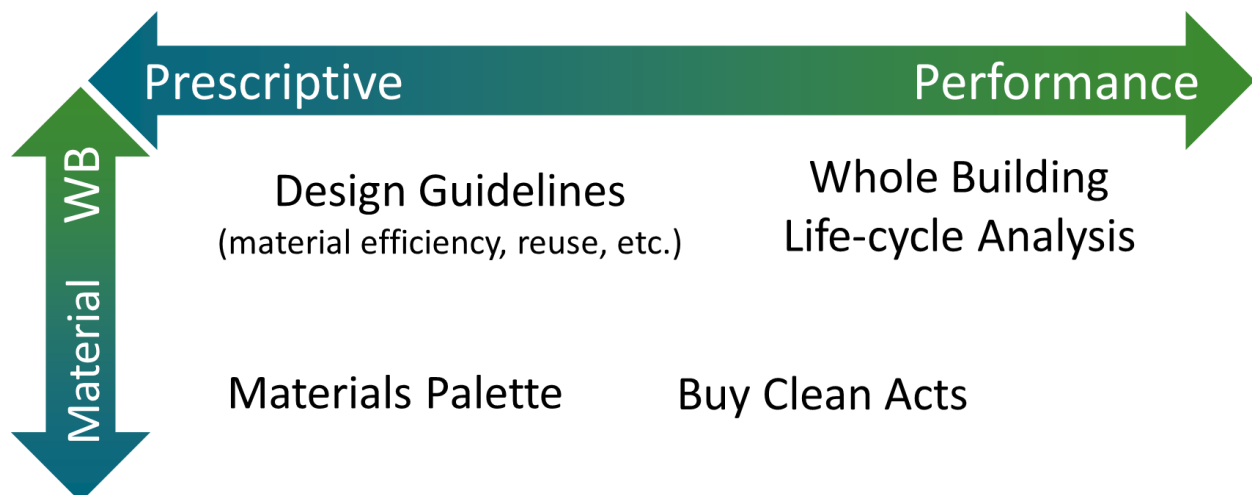 Prescriptive
Performance
WB
Material
Design Guidelines
(material efficiency, reuse, etc.)
Whole Building
Life-cycle Analysis
Materials Palette
Buy Clean Acts